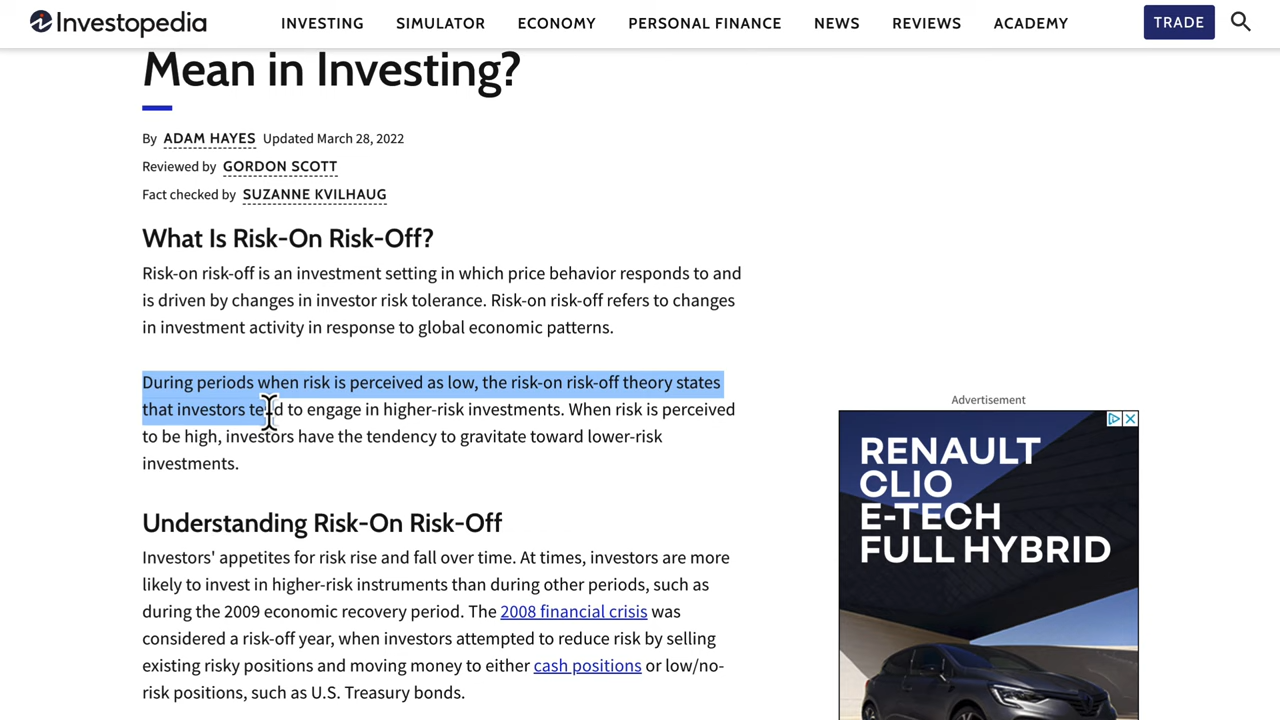 Investopedia
INVESTING SIMULATOR ECONOMY PERSONAL FINANCE NEWS REVIEWS ACADEMY TRADE
Mean in Investing?
By ADAM HAYES Updated March 28, 2022
Reviewed by GORDON SCOTT
Fact checked by SUZANNE KVILHAUG
What Is Risk-On Risk-Off?
Risk-on risk-off is an investment setting in which price behavior responds to and
is driven by changes in investor risk tolerance. Risk-on risk-off refers to changes
in investment activity in response to global economic patterns.
During periods when risk is perceived as low, the risk-on risk-off theory states
that investors tend to engage in higher-risk investments. When risk is perceived
to be high, investors have the tendency to gravitate toward lower-risk
investments.
Understanding Risk-On Risk-Off
Investors' appetites for risk rise and fall over time. At times, investors are more
likely to invest in higher-risk instruments than during other periods, such as
during the 2009 economic recovery period. The 2008 financial crisis was
considered a risk-off year, when investors attempted to reduce risk by selling
existing risky positions and moving money to either cash positions or low/no-
risk positions, such as U.S. Treasury bonds.
Advertisement
RENAULT
CLIO
E-TECH
FULL HYBRID